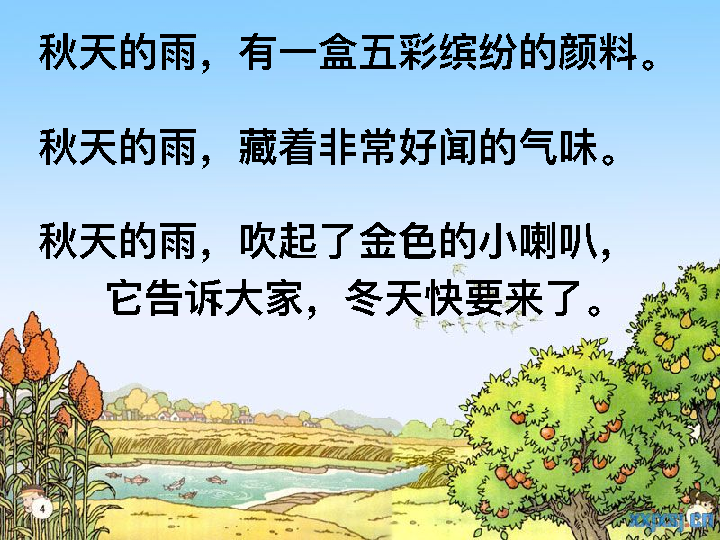 秋天的雨，有一盒五彩缤纷的颜料。
秋天的雨，藏着非常好闻的气味。
秋天的雨，吹起了金色的小喇叭，
它告诉大家，冬天快要来了。
4